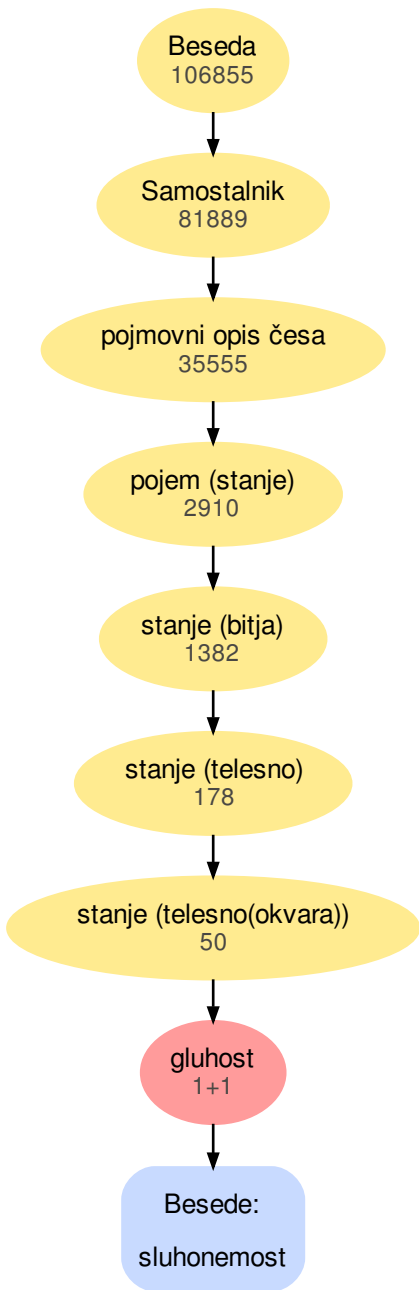 Beseda
106855
Samostalnik
81889
pojmovni opis česa
35555
pojem (stanje)
2910
stanje (bitja)
1382
stanje (telesno)
178
stanje (telesno(okvara))
50
gluhost
1+1
Besede:
sluhonemost